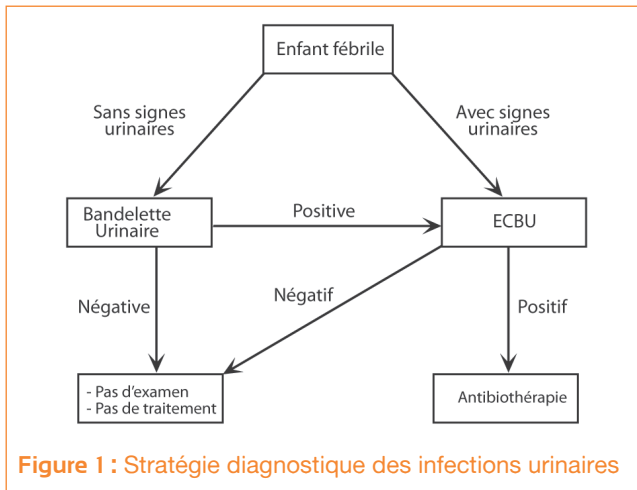 Enfant fébrile
Sans signes
urinaires
Avec signes
urinaires
Bandelette
Urinaire
Positive
ECBU
Négative
Négatif
Positif
- Pas d'examen
- Pas de traitement
Antibiothérapie
Figure 1 : Stratégie diagnostique des infections urinaires